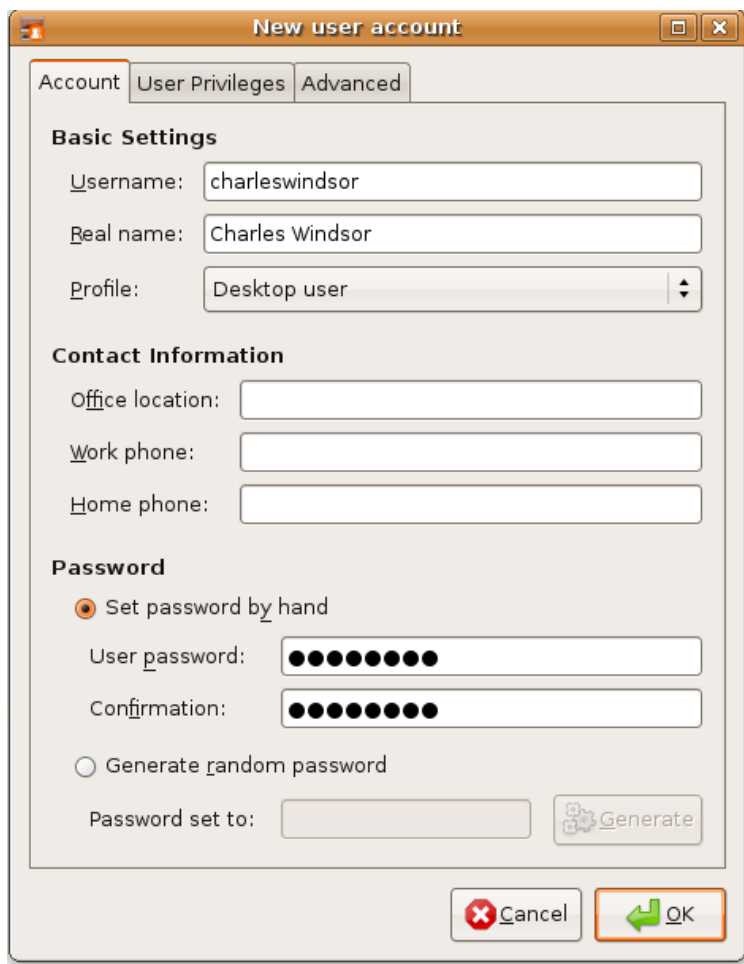 New user account
Account User Privileges Advanced
Basic Settings
Username: charleswindsor
Real name: Charles Windsor
Profile: Desktop user
Contact Information
Office location:
Work phone:
Home phone:
Password
Set password by hand
User password: ●●●●●●●●
Confirmation: ●●●●●●●●
Generate random password
Password set to: Generate
Cancel OK